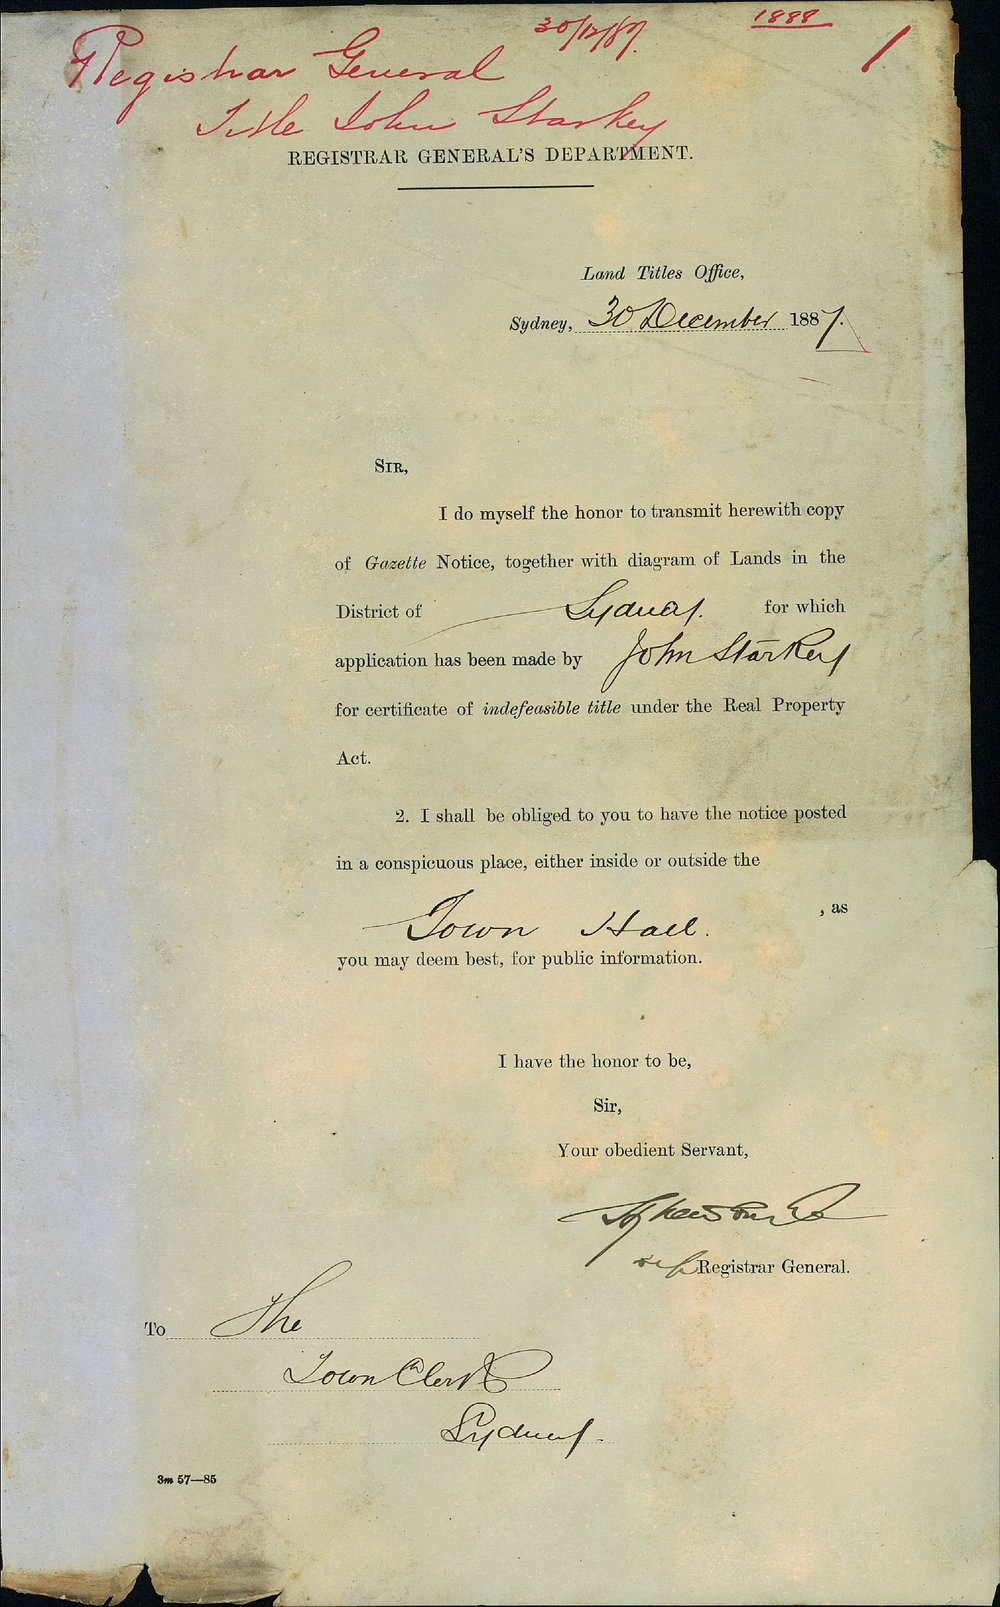 30/12/87.
1888
1
Registrar General
Title John Starkey
REGISTRAR GENERAL'S DEPARTMENT.
Land Titles Office,
Sydney, 30 December 1887.
SIR,
I do myself the honor to transmit herewith copy
of Gazette Notice, together with diagram of Lands in the
District of Sydney. for which
application has been made by John Starkey
for certificate of indefeasible title under the Real Property
Act.
2. I shall be obliged to you to have the notice posted
in a conspicuous place, either inside or outside the
Town Hall. , as
you may deem best, for public information.
I have the honor to be,
Sir,
Your obedient Servant,
Registrar General.
To The
Town Clerk
Sydney.
3m 57—85